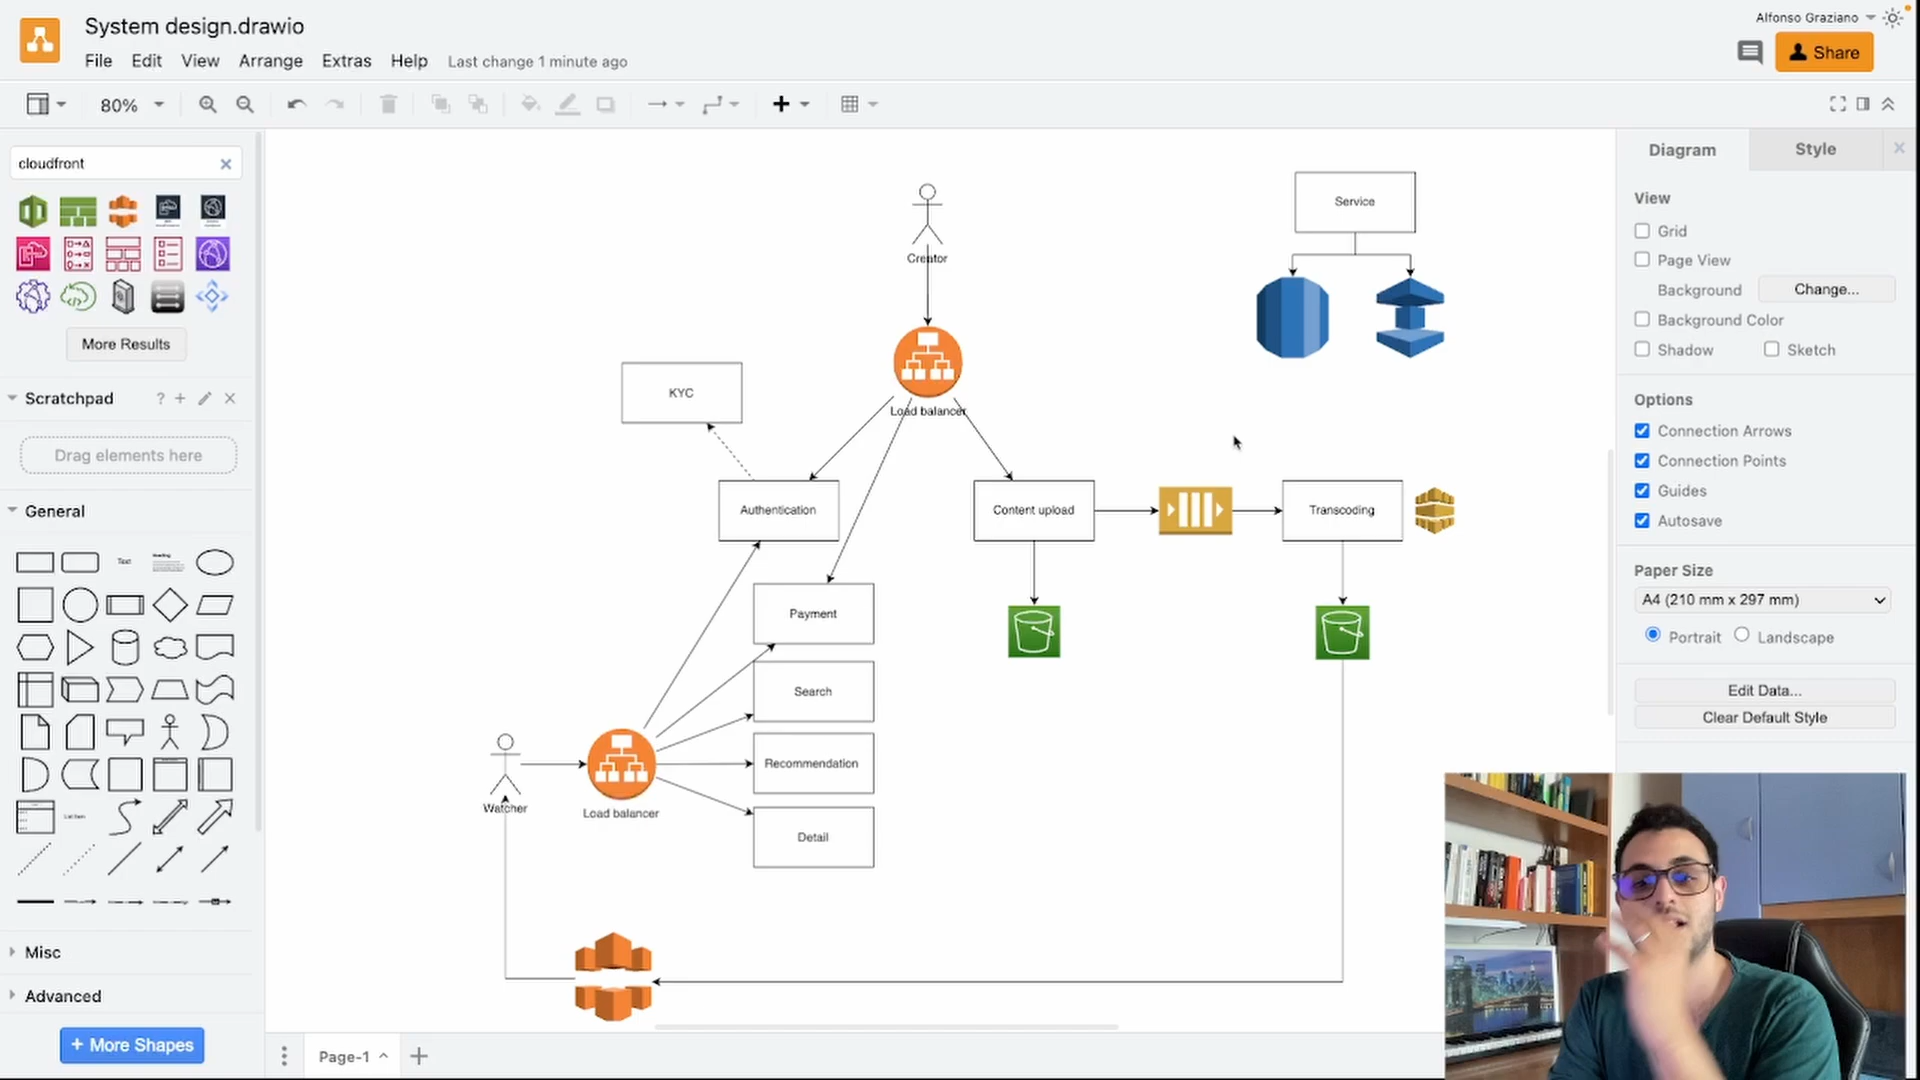 System design.drawio
Alfonso Graziano
File Edit View Arrange Extras Help Last change 1 minute ago
Share
80%
cloudfront
More Results
Scratchpad
?
Drag elements here
General
Text
Heading
List Item
Misc
Advanced
+ More Shapes
Creator
Load balancer
KYC
Service
Authentication
Content upload
Transcoding
Payment
Search
Recommendation
Detail
Watcher
Load balancer
Page-1
Diagram Style
View
Grid
Page View
Background Change...
Background Color
Shadow Sketch
Options
Connection Arrows
Connection Points
Guides
Autosave
Paper Size
A4 (210 mm x 297 mm)
Portrait Landscape
Edit Data...
Clear Default Style